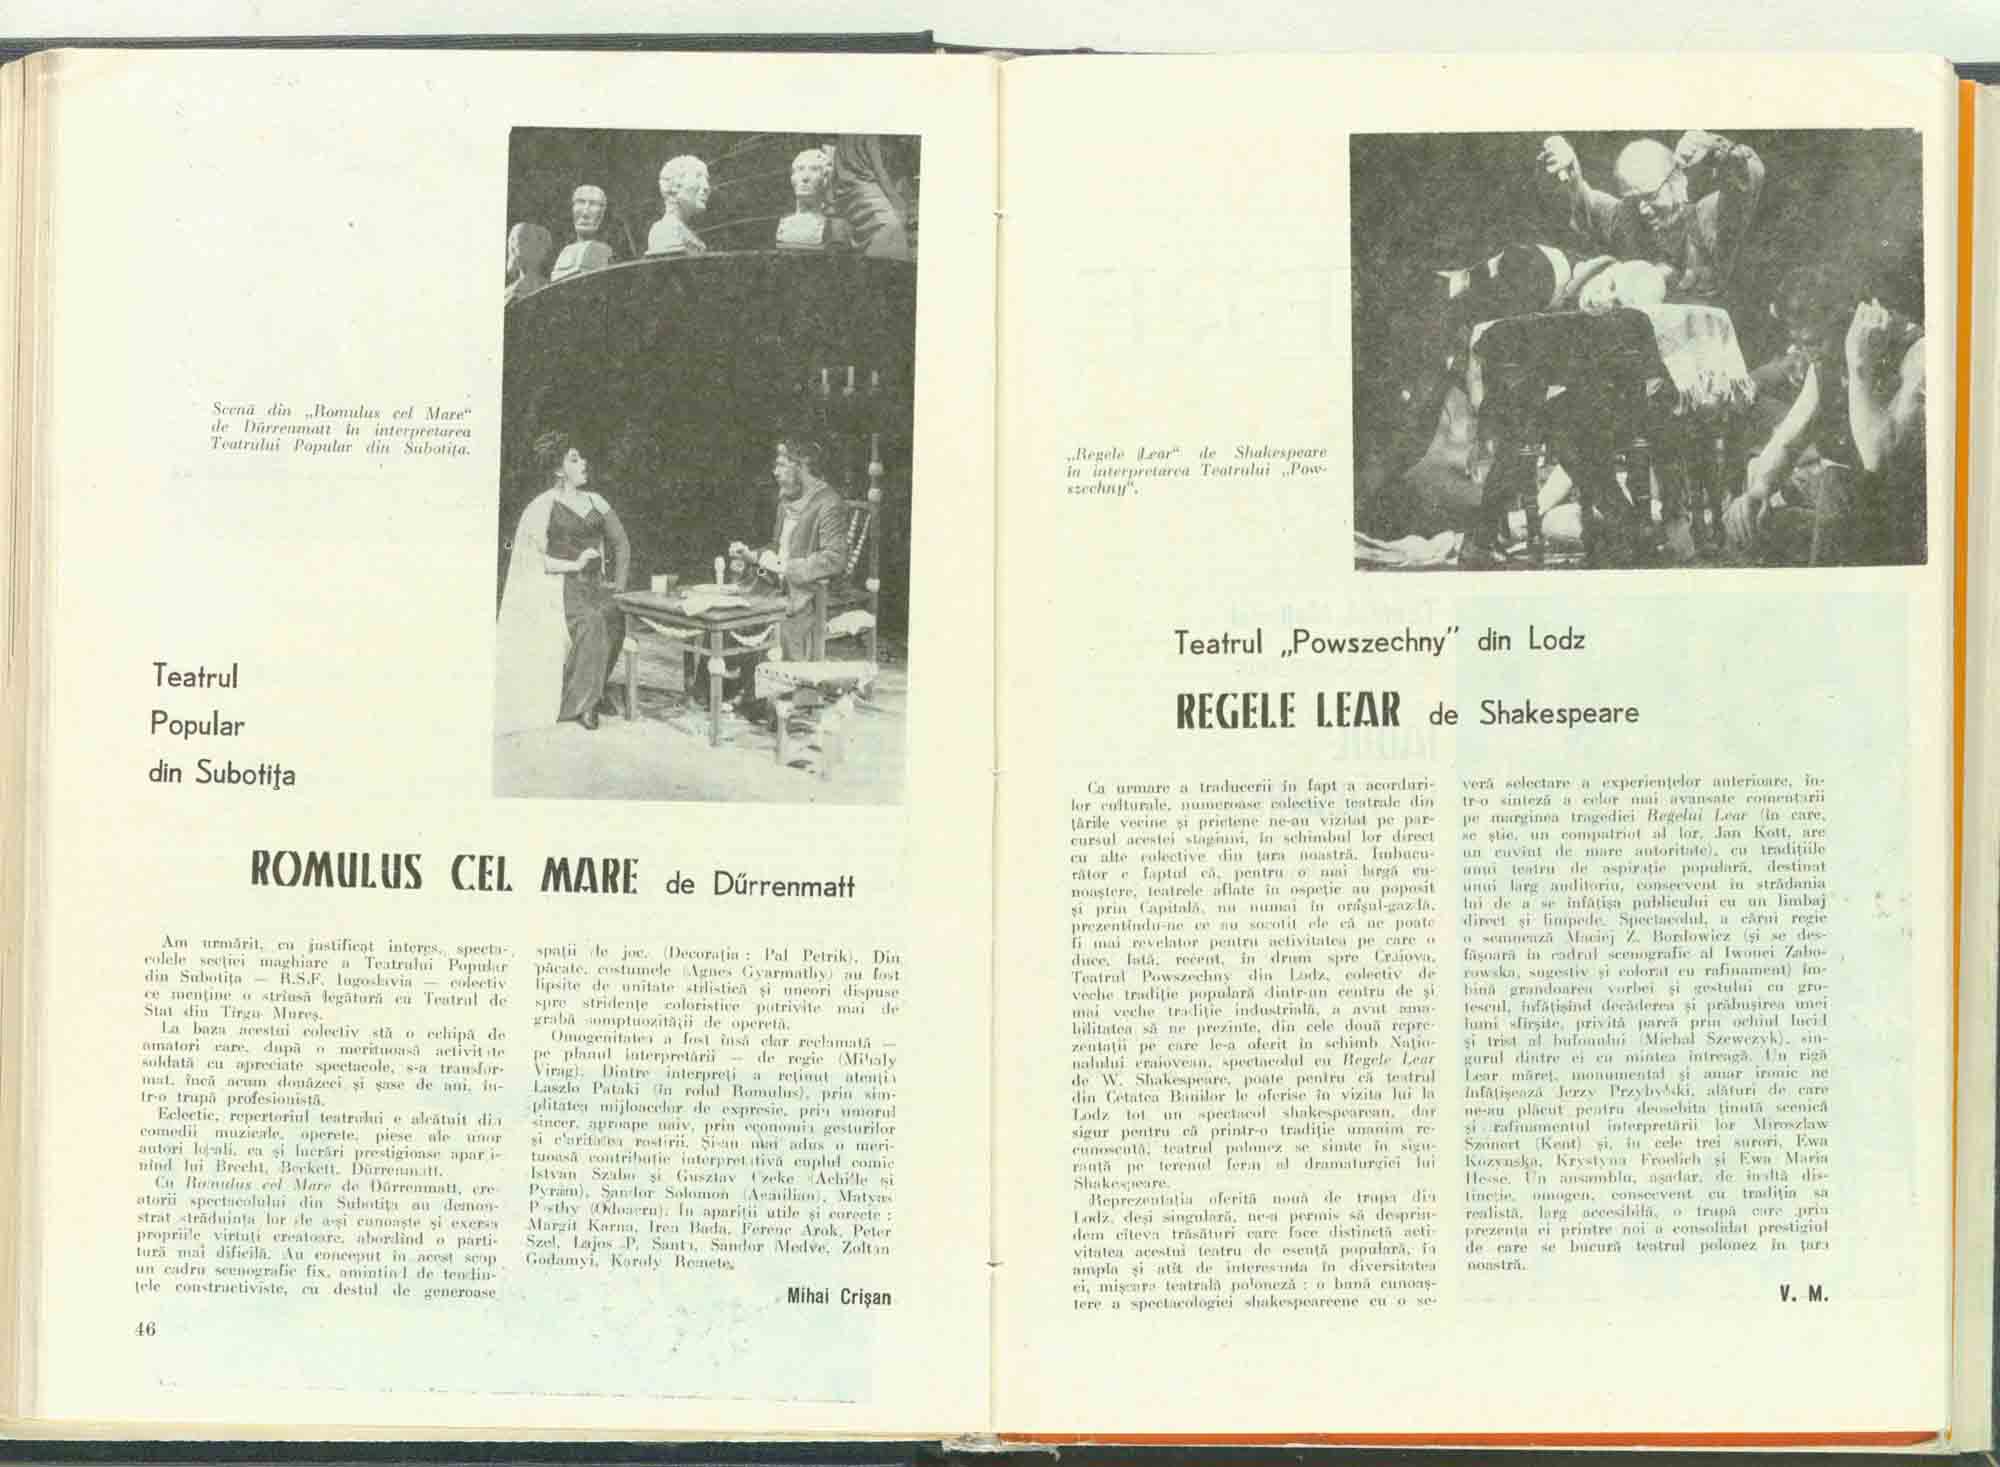 Scenă din „Romulus cel Mare“
de Dürrenmatt în interpretarea
Teatrului Popular din Subotiţa.
Teatrul
Popular
din Subotiţa
ROMULUS CEL MARE de Dürrenmatt
Am urmărit, cu justificat interes, specta-
colele secţiei maghiare a Teatrului Popular
din Subotiţa — R.S.F. Iugoslavia — colectiv
ce menţine o strînsă legătură cu Teatrul de
Stat din Tîrgu Mureş.
La baza acestui colectiv stă o echipă de
amatori care, după o merituoasă activitate
soldată cu apreciate spectacole, s-a transfor-
mat, încă acum douăzeci şi şase de ani, în-
tr-o trupă profesionistă.
Eclectic, repertoriul teatrului e alcătuit din
comedii muzicale, operete, piese ale unor
autori locali, ca şi lucrări prestigioase aparţi-
nînd lui Brecht, Beckett, Dürrenmatt.
Cu Romulus cel Mare de Dürrenmatt, cre-
atorii spectacolului din Subotiţa au demon-
strat străduinţa lor de a-şi cunoaşte şi exersa
propriile virtuţi creatoare, abordînd o parti-
tură mai dificilă. Au conceput în acest scop
un cadru scenografic fix, amintind de tendin-
ţele constructiviste, cu destul de generoase
spaţii de joc. (Decoraţia : Pal Petrik). Din
păcate, costumele (Agnes Gyarmathy) au fost
lipsite de unitate stilistică şi uneori dispuse
spre stridenţe coloristice potrivite mai de
grabă somptuozităţii de operetă.
Omogenitatea a fost însă clar reclamată —
pe planul interpretării — de regie (Mihaly
Virag). Dintre interpreţi a reţinut atenţia
Laszlo Pataki (în rolul Romulus), prin sim-
plitatea mijloacelor de expresie, prin umorul
sincer, aproape naiv, prin economia gesturilor
şi claritatea rostirii. Şi-au mai adus o meri-
tuoasă contribuţie interpretativă cuplul comic
Istvan Szabo şi Gusztav Czeke (Achille şi
Pyram), Sandor Solomon (Aemilian), Matyas
Pasthy (Odoacru). În apariţii utile şi corecte :
Margit Karna, Irea Bada, Ferenc Arok, Peter
Szel, Lajos P. Santa, Sandor Medve, Zoltan
Godamyi, Karoly Remete.
Mihai Crişan
46
„Regele Lear“ de Shakespeare
în interpretarea Teatrului „Pow-
szechny“.
Teatrul „Powszechny” din Lodz
REGELE LEAR de Shakespeare
Ca urmare a traducerii în fapt a acorduri-
lor culturale, numeroase colective teatrale din
ţările vecine şi prietene ne-au vizitat pe par-
cursul acestei stagiuni, în schimbul lor direct
cu alte colective din ţara noastră. Îmbucu-
rător e faptul că, pentru o mai largă cu-
noaştere, teatrele aflate în ospeţie au poposit
şi prin Capitală, nu numai în oraşul-gazdă,
prezentîndu-ne ce au socotit ele că ne poate
fi mai revelator pentru activitatea pe care o
duce. Iată, recent, în drum spre Craiova,
Teatrul Powszechny din Lodz, colectiv de
veche tradiţie populară dintr-un centru de şi
mai veche tradiţie industrială, a avut ama-
bilitatea să ne prezinte, din cele două repre-
zentaţii pe care le-a oferit în schimb Naţio-
nalului craiovean, spectacolul cu Regele Lear
de W. Shakespeare, poate pentru că teatrul
din Cetatea Banilor le oferise în vizita lui la
Lodz tot un spectacol shakespearean, dar
sigur pentru că printr-o tradiţie unanim re-
cunoscută, teatrul polonez se simte în sigu-
ranţă pe terenul ferm al dramaturgiei lui
Shakespeare.
Reprezentaţia oferită nouă de trupa din
Lodz, deşi singulară, ne-a permis să desprin-
dem cîteva trăsături care face distinctă acti-
vitatea acestui teatru de esenţă populară, în
ampla şi atît de interesanta în diversitatea
ei, mişcare teatrală poloneză : o bună cunoaş-
tere a spectacologiei shakespeareene cu o se-
veră selectare a experienţelor anterioare, în-
tr-o sinteză a celor mai avansate comentarii
pe marginea tragediei Regelui Lear (în care,
se ştie, un compatriot al lor, Jan Kott, are
un cuvînt de mare autoritate), cu tradiţiile
unui teatru de aspiraţie populară, destinat
unui larg auditoriu, consecvent în strădania
lui de a se înfăţişa publicului cu un limbaj
direct şi limpede. Spectacolul, a cărui regie
o semnează Maciej Z. Bordowicz (şi se des-
făşoară în cadrul scenografic al Iwonei Zabo-
rowska, sugestiv şi colorat cu rafinament) îm-
bină grandoarea vorbei şi gestului cu gro-
tescul, înfăţişînd decăderea şi prăbuşirea unei
lumi sfîrşite, privită parcă prin ochiul lucid
şi trist al bufonului (Michal Szewczyk), sin-
gurul dintre ei cu mintea întreagă. Un rigă
Lear măreţ, monumental şi amar ironic ne
înfăţişează Jerzy Przybylski, alături de care
ne-au plăcut pentru deosebita ţinută scenică
şi rafinamentul interpretării lor Miroszlaw
Szonert (Kent) şi, în cele trei surori, Ewa
Kozynska, Krystyna Froelich şi Ewa Maria
Hesse. Un ansamblu, aşadar, de înaltă dis-
tincţie, omogen, consecvent cu tradiţia sa
realistă, larg accesibilă, o trupă care prin
prezenţa ei printre noi a consolidat prestigiul
de care se bucură teatrul polonez în ţara
noastră.
V. M.